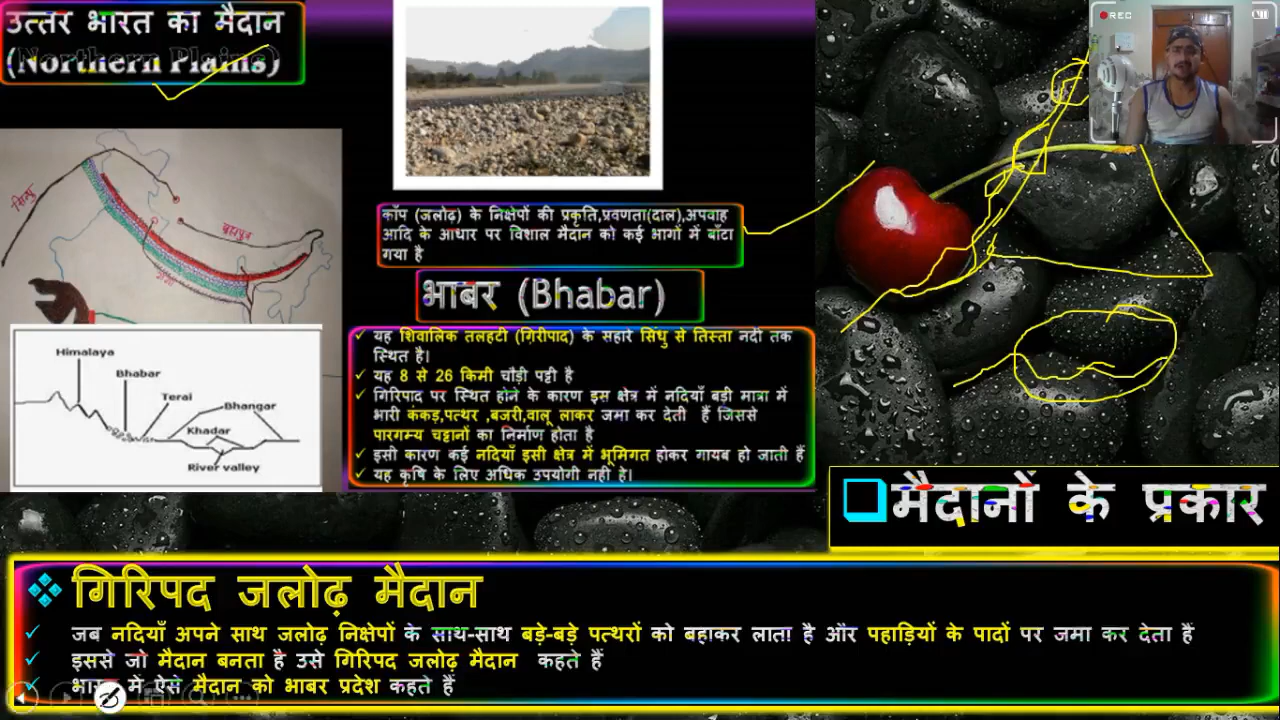 उत्तर भारत का मैदान
(Northern Plains)
REC
सिन्धु
ब्रह्मपुत्र
गंगा
Himalaya
Bhabar
Terai
Bhangar
Khadar
River valley
काँप (जलोढ़) के निक्षेपों की प्रकृति,प्रवणता(दाल),अपवाह
आदि के आधार पर विशाल मैदान को कई भागों में बाँटा
गया है
भाबर (Bhabar)
यह शिवालिक तलहटी (ग़िरीपाद) के सहारे सिंधु से तिस्ता नदी तक
स्थित है।
यह 8 से 26 किमी चौड़ी पट्टी है
गिरिपाद पर स्थित होने के कारण इस क्षेत्र में नदियाँ बड़ी मात्रा में
भारी कंकड़,पत्थर ,बजरी,वालू लाकर जमा कर देती हैं जिससे
पारगम्य चट्टानों का निर्माण होता है
इसी कारण कई नदियाँ इसी क्षेत्र में भूमिगत होकर गायब हो जाती हैं
यह कृषि के लिए अधिक उपयोगी नहीं हे।
मैदानों के प्रकार
गिरिपद जलोढ़ मैदान
जब नदियाँ अपने साथ जलोढ़ निक्षेपों के साथ-साथ बड़े-बड़े पत्थरों को बहाकर लाता है और पहाड़ियों के पादों पर जमा कर देता हैं
इससे जो मैदान बनता है उसे गिरिपद जलोढ़ मैदान कहते हैं
भारत में ऐसे मैदान को भाबर प्रदेश कहते हैं